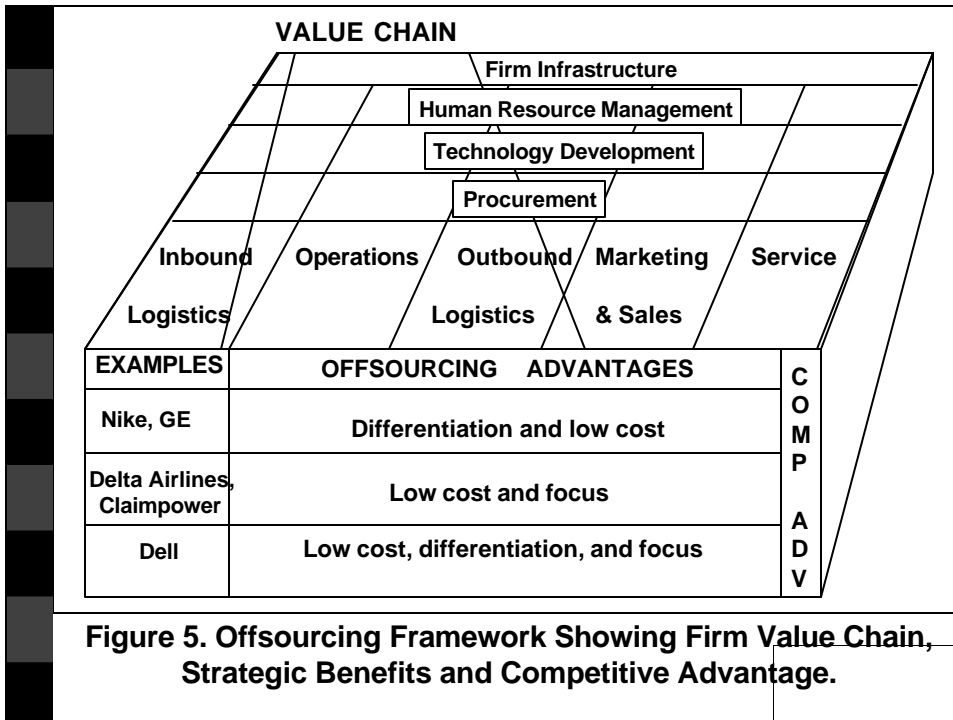 VALUE CHAIN
Firm Infrastructure
Human Resource Management
Technology Development
Procurement
Inbound Operations Outbound Marketing Service
Logistics Logistics & Sales
EXAMPLES OFFSOURCING ADVANTAGES
Nike, GE Differentiation and low cost
Delta Airlines,
Claimpower Low cost and focus
Dell Low cost, differentiation, and focus
C
O
M
P
A
D
V
Figure 5. Offsourcing Framework Showing Firm Value Chain,
Strategic Benefits and Competitive Advantage.